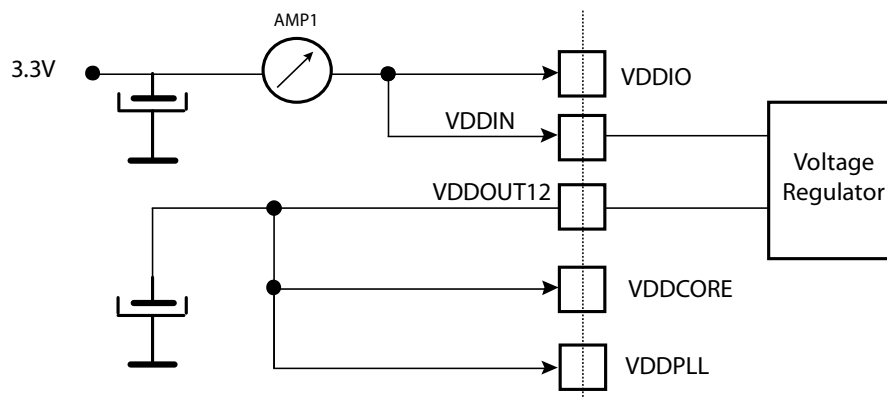 AMP1
3.3V
VDDIO
VDDIN
Voltage
Regulator
VDDOUT12
VDDCORE
VDDPLL